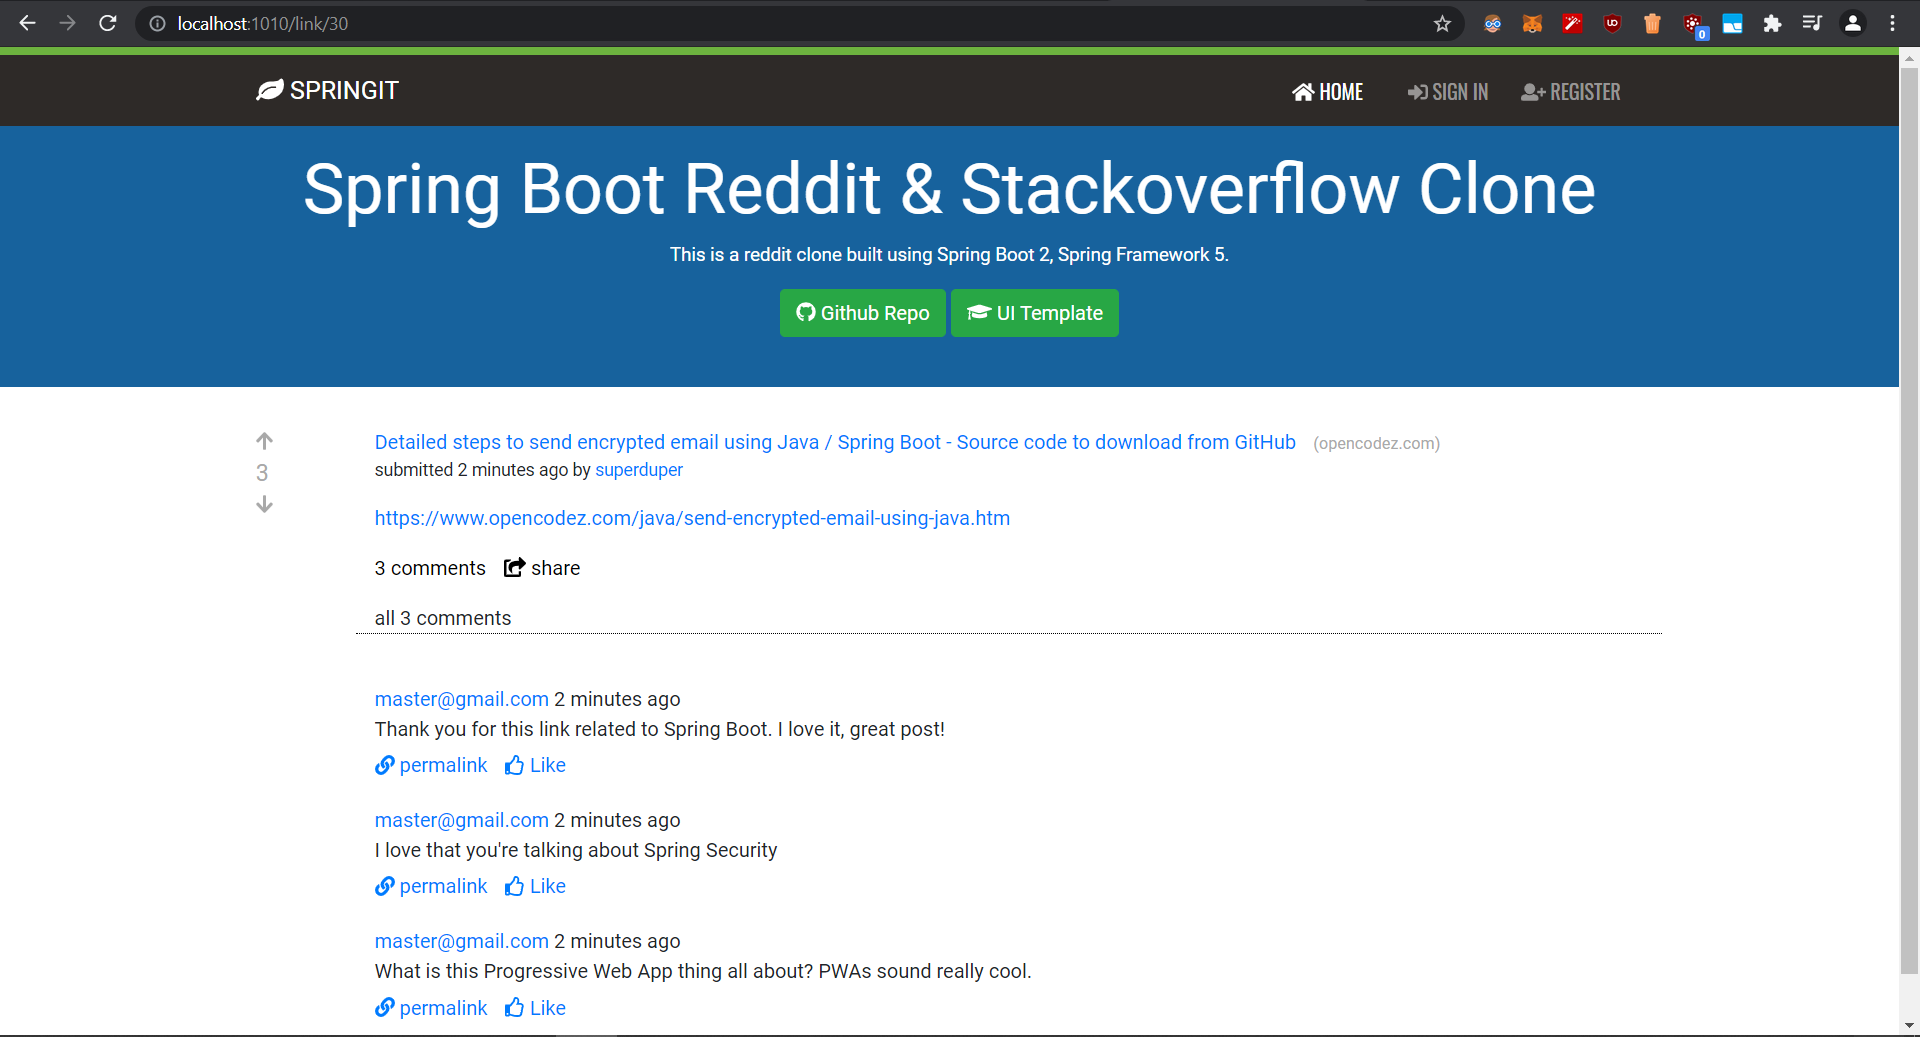 localhost:1010/link/30
0
SPRINGIT
HOME SIGN IN REGISTER
Spring Boot Reddit & Stackoverflow Clone
This is a reddit clone built using Spring Boot 2, Spring Framework 5.
Github Repo UI Template
Detailed steps to send encrypted email using Java / Spring Boot - Source code to download from GitHub (opencodez.com)
submitted 2 minutes ago by superduper
3
https://www.opencodez.com/java/send-encrypted-email-using-java.htm
3 comments share
all 3 comments
master@gmail.com 2 minutes ago
Thank you for this link related to Spring Boot. I love it, great post!
permalink Like
master@gmail.com 2 minutes ago
I love that you're talking about Spring Security
permalink Like
master@gmail.com 2 minutes ago
What is this Progressive Web App thing all about? PWAs sound really cool.
permalink Like